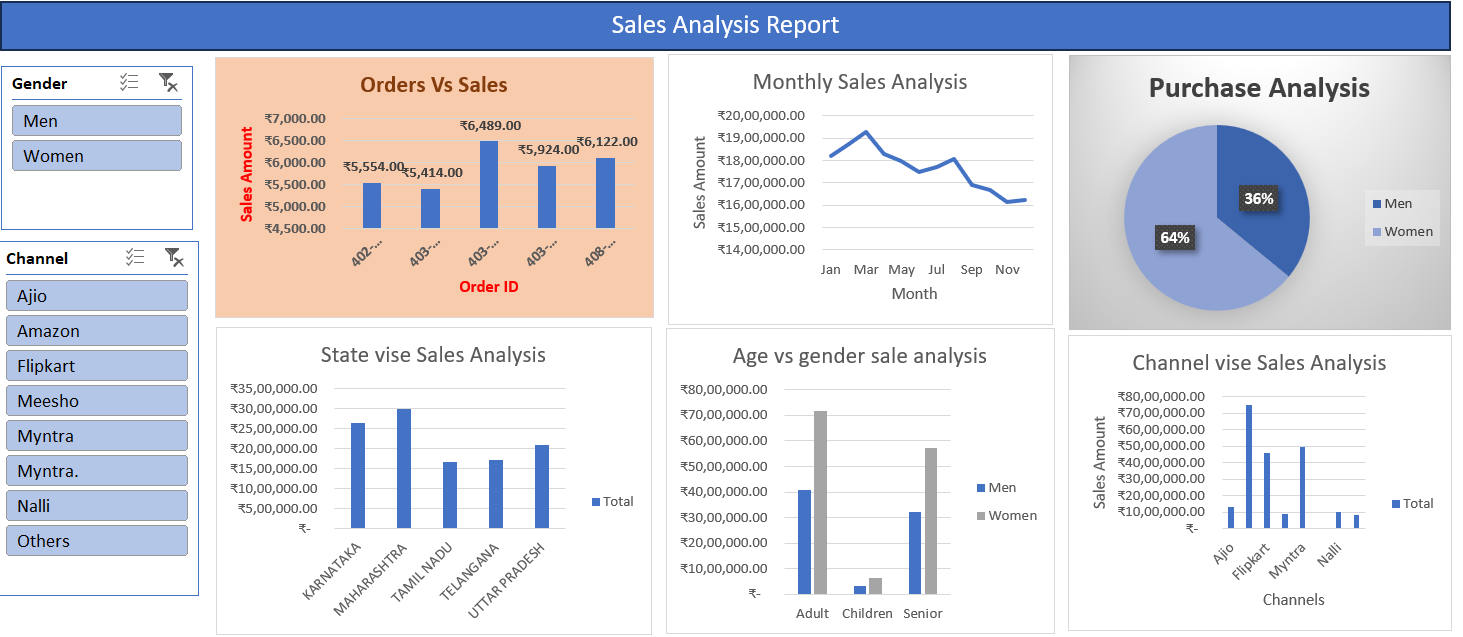 Sales Analysis Report
Gender
Men
Women
Channel
Ajio
Amazon
Flipkart
Meesho
Myntra
Myntra.
Nalli
Others
Orders Vs Sales
Sales Amount
₹7,000.00
₹6,500.00
₹6,000.00
₹5,500.00
₹5,000.00
₹4,500.00
₹5,554.00
₹5,414.00
₹6,489.00
₹5,924.00
₹6,122.00
402-...
403-...
403-...
403-...
408-...
Order ID
Monthly Sales Analysis
Sales Amount
₹20,00,000.00
₹19,00,000.00
₹18,00,000.00
₹17,00,000.00
₹16,00,000.00
₹15,00,000.00
₹14,00,000.00
Jan Mar May Jul Sep Nov
Month
Purchase Analysis
36%
64%
Men
Women
State vise Sales Analysis
₹35,00,000.00
₹30,00,000.00
₹25,00,000.00
₹20,00,000.00
₹15,00,000.00
₹10,00,000.00
₹5,00,000.00
₹-
KARNATAKA
MAHARASHTRA
TAMIL NADU
TELANGANA
UTTAR PRADESH
Total
Age vs gender sale analysis
₹80,00,000.00
₹70,00,000.00
₹60,00,000.00
₹50,00,000.00
₹40,00,000.00
₹30,00,000.00
₹20,00,000.00
₹10,00,000.00
₹-
Adult Children Senior
Men
Women
Channel vise Sales Analysis
Sales Amount
₹80,00,000.00
₹70,00,000.00
₹60,00,000.00
₹50,00,000.00
₹40,00,000.00
₹30,00,000.00
₹20,00,000.00
₹10,00,000.00
₹-
Ajio
Flipkart
Myntra
Nalli
Channels
Total